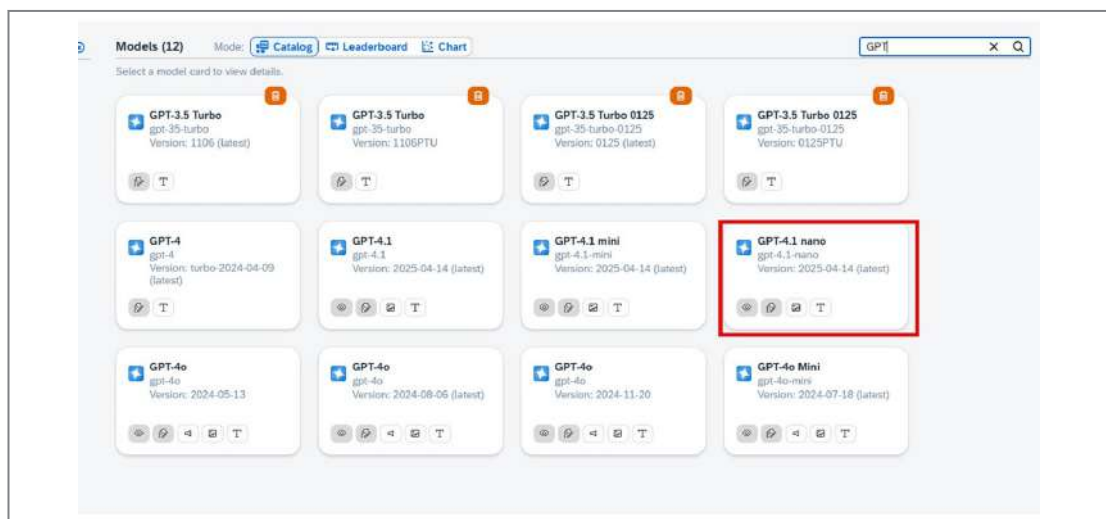 Models (12) Mode: Catalog Leaderboard Chart GPT
Select a model card to view details.
GPT-3.5 Turbo
gpt-35-turbo
Version: 1106 (latest)
T
GPT-3.5 Turbo
gpt-35-turbo
Version: 1106PTU
T
GPT-3.5 Turbo 0125
gpt-35-turbo-0125
Version: 0125 (latest)
T
GPT-3.5 Turbo 0125
gpt-35-turbo-0125
Version: 0125PTU
T
GPT-4
gpt-4
Version: turbo-2024-04-09
(latest)
T
GPT-4.1
gpt-4.1
Version: 2025-04-14 (latest)
T
GPT-4.1 mini
gpt-4.1-mini
Version: 2025-04-14 (latest)
T
GPT-4.1 nano
gpt-4.1-nano
Version: 2025-04-14 (latest)
T
GPT-4o
gpt-4o
Version: 2024-05-13
T
GPT-4o
gpt-4o
Version: 2024-08-06 (latest)
T
GPT-4o
gpt-4o
Version: 2024-11-20
T
GPT-4o Mini
gpt-4o-mini
Version: 2024-07-18 (latest)
T